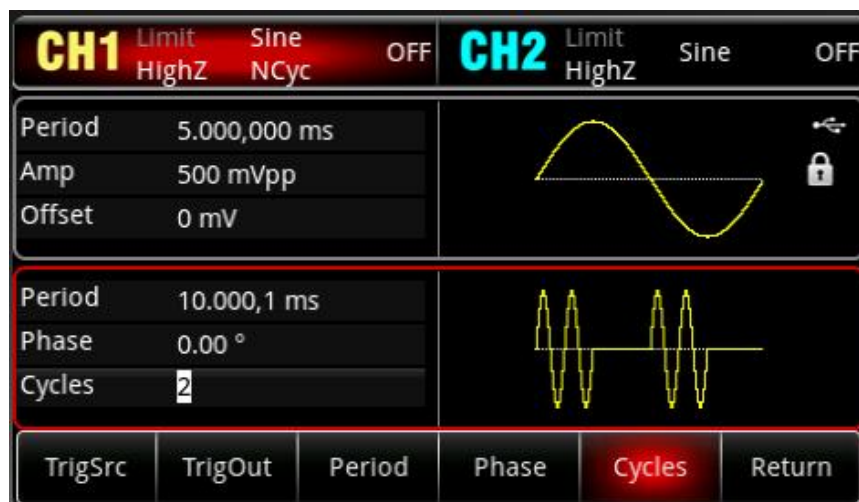 CH1 Limit Sine OFF CH2 Limit Sine OFF
HighZ NCyc HighZ
Period 5.000,000 ms
Amp 500 mVpp
Offset 0 mV
Period 10.000,1 ms
Phase 0.00 °
Cycles 2
TrigSrc TrigOut Period Phase Cycles Return